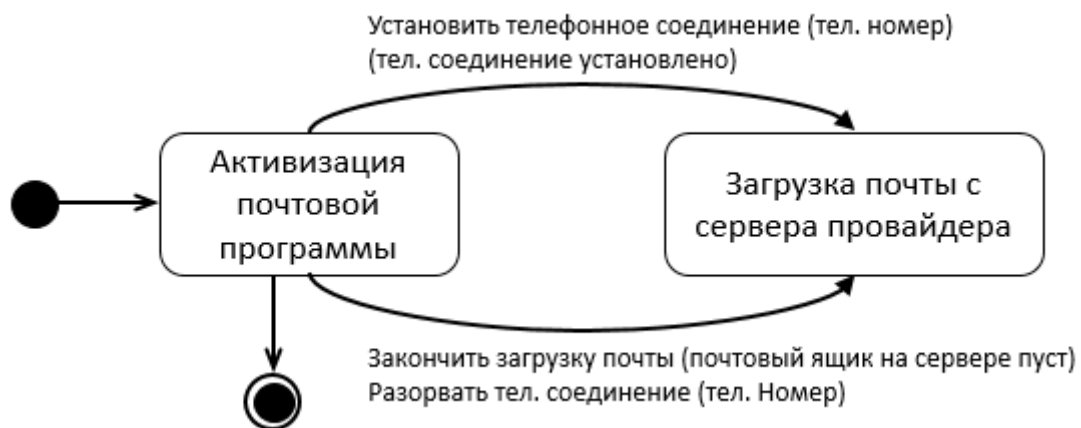 Установить телефонное соединение (тел. номер)
(тел. соединение установлено)
Активизация
почтовой
программы
Загрузка почты с
сервера провайдера
Закончить загрузку почты (почтовый ящик на сервере пуст)
Разорвать тел. соединение (тел. Номер)